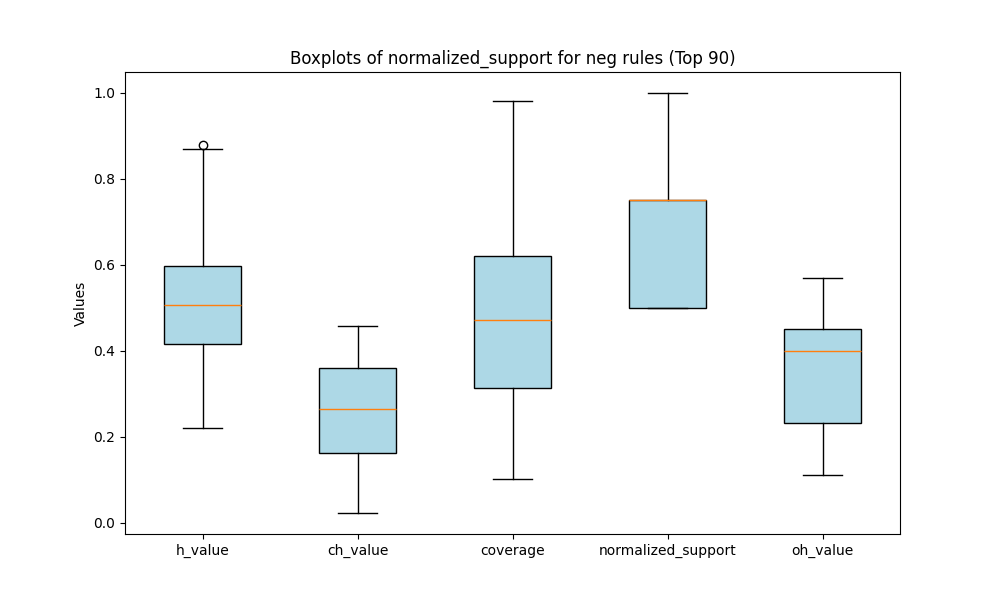 Boxplots of normalized_support for neg rules (Top 90)
Values
1.0
0.8
0.6
0.4
0.2
0.0
h_value
ch_value
coverage
normalized_support
oh_value